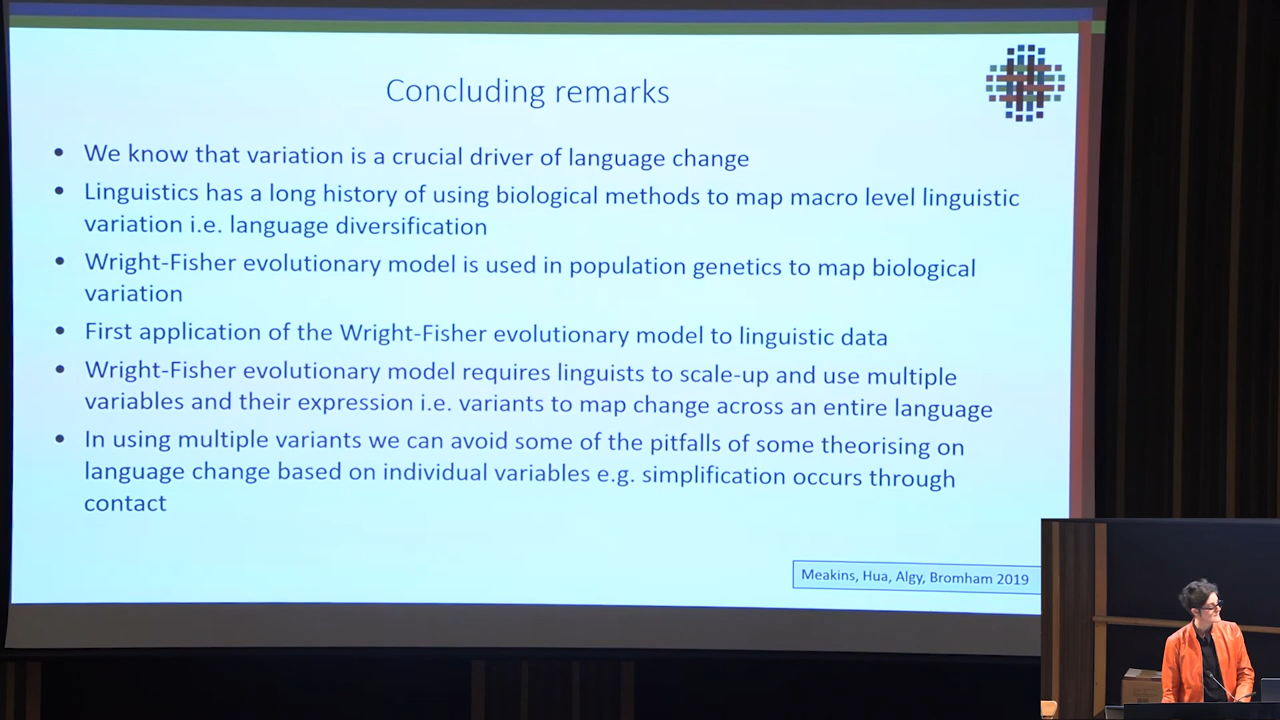 Concluding remarks
• We know that variation is a crucial driver of language change
• Linguistics has a long history of using biological methods to map macro level linguistic
variation i.e. language diversification
• Wright-Fisher evolutionary model is used in population genetics to map biological
variation
• First application of the Wright-Fisher evolutionary model to linguistic data
• Wright-Fisher evolutionary model requires linguists to scale-up and use multiple
variables and their expression i.e. variants to map change across an entire language
• In using multiple variants we can avoid some of the pitfalls of some theorising on
language change based on individual variables e.g. simplification occurs through
contact
Meakins, Hua, Algy, Bromham 2019